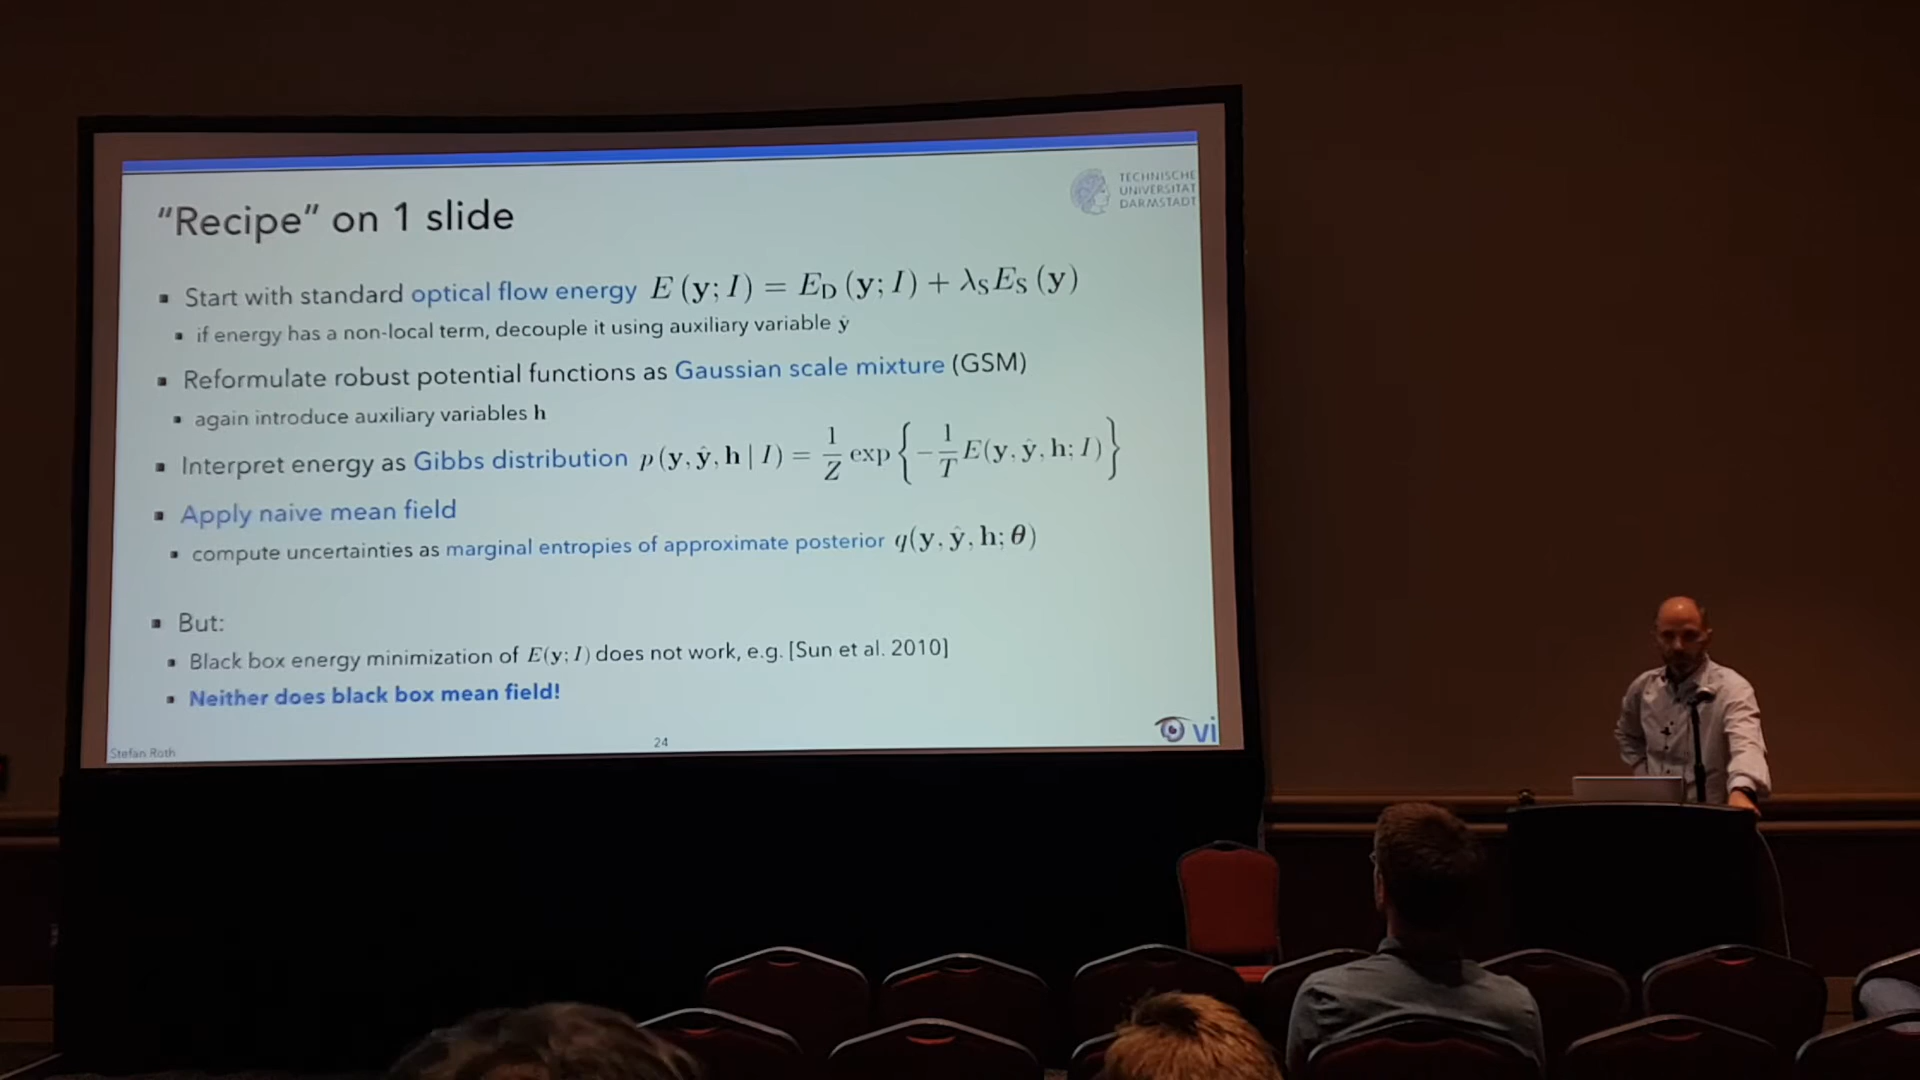 TECHNISCHE
UNIVERSITÄT
DARMSTADT
"Recipe" on 1 slide
▪ Start with standard optical flow energy E(y; I) = E_D(y; I) + λ_S E_S(y)
▪ if energy has a non-local term, decouple it using auxiliary variable ŷ
▪ Reformulate robust potential functions as Gaussian scale mixture (GSM)
▪ again introduce auxiliary variables h
▪ Interpret energy as Gibbs distribution p(y, ŷ, h | I) = 1/Z exp{−1/T E(y, ŷ, h; I)}
▪ Apply naive mean field
▪ compute uncertainties as marginal entropies of approximate posterior q(y, ŷ, h; θ)
▪ But:
▪ Black box energy minimization of E(y; I) does not work, e.g. [Sun et al. 2010]
▪ Neither does black box mean field!
Stefan Roth
24
vi